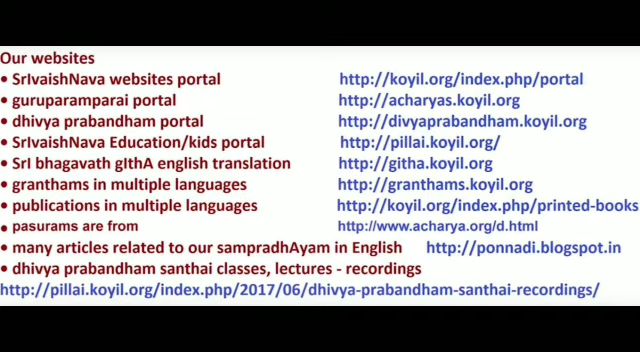 Our websites
• SrIvaishNava websites portal http://koyil.org/index.php/portal
• guruparamparai portal http://acharyas.koyil.org
• dhivya prabandham portal http://divyaprabandham.koyil.org
• SrIvaishNava Education/kids portal http://pillai.koyil.org/
• SrI bhagavath gIthA english translation http://githa.koyil.org
• granthams in multiple languages http://granthams.koyil.org
• publications in multiple languages http://koyil.org/index.php/printed-books
• pasurams are from http://www.acharya.org/d.html
• many articles related to our sampradhAyam in English http://ponnadi.blogspot.in
• dhivya prabandham santhai classes, lectures - recordings
http://pillai.koyil.org/index.php/2017/06/dhivya-prabandham-santhai-recordings/